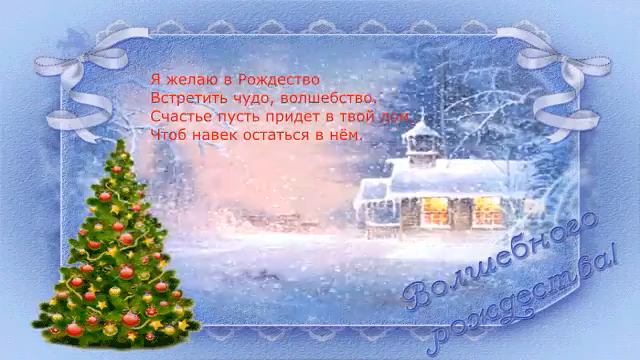 Я желаю в Рождество
Встретить чудо, волшебство.
Счастье пусть придет в твой дом,
Чтоб навек остаться в нём.
Волшебного
рождества!